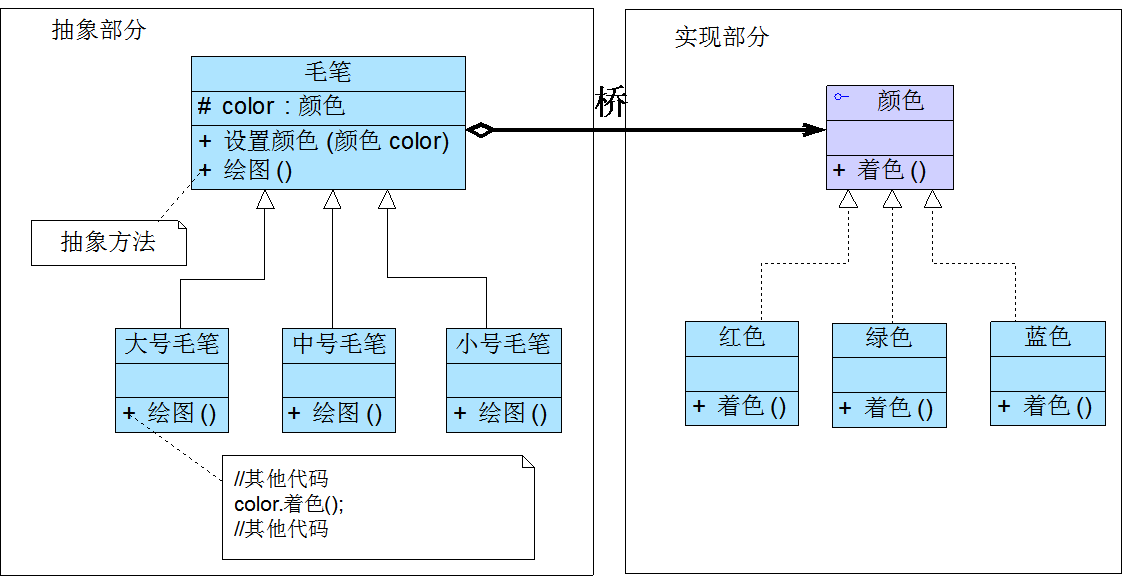 抽象部分
毛笔
# color : 颜色
+ 设置颜色 (颜色 color)
+ 绘图 ()
抽象方法
大号毛笔
+ 绘图 ()
中号毛笔
+ 绘图 ()
小号毛笔
+ 绘图 ()
//其他代码
color.着色();
//其他代码
桥
实现部分
颜色
+ 着色 ()
红色
+ 着色 ()
绿色
+ 着色 ()
蓝色
+ 着色 ()